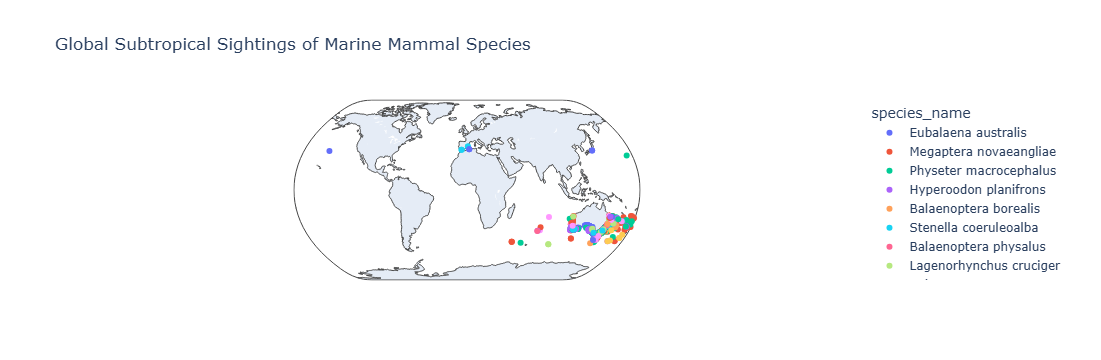 Global Subtropical Sightings of Marine Mammal Species
species_name
Eubalaena australis
Megaptera novaeangliae
Physeter macrocephalus
Hyperoodon planifrons
Balaenoptera borealis
Stenella coeruleoalba
Balaenoptera physalus
Lagenorhynchus cruciger